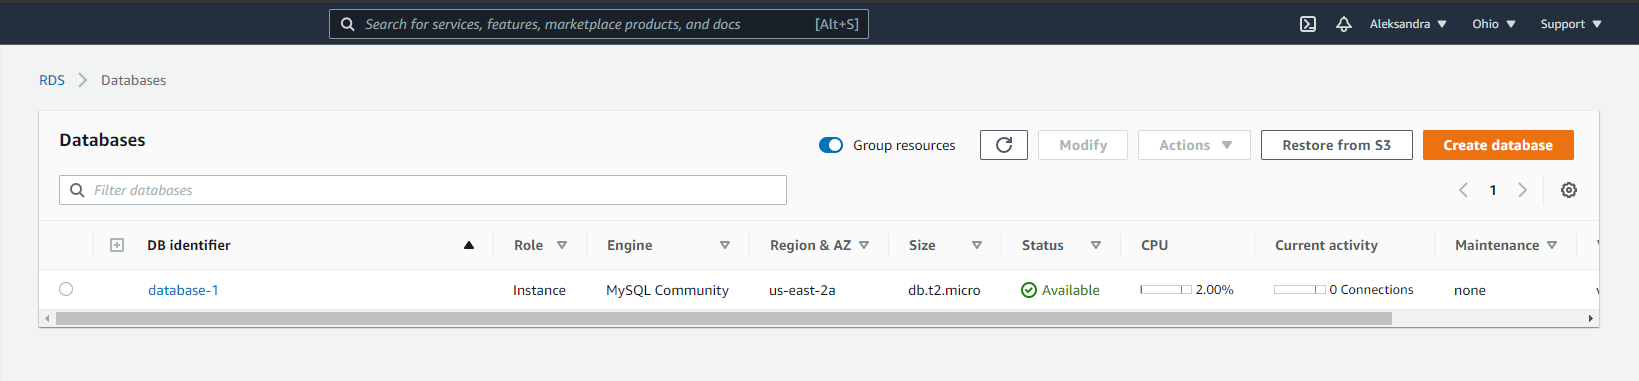 Search for services, features, marketplace products, and docs [Alt+S] Aleksandra Ohio Support
RDS Databases
Databases
Group resources Modify Actions Restore from S3 Create database
Filter databases 1
DB identifier Role Engine Region & AZ Size Status CPU Current activity Maintenance
database-1 Instance MySQL Community us-east-2a db.t2.micro Available 2.00% 0 Connections none